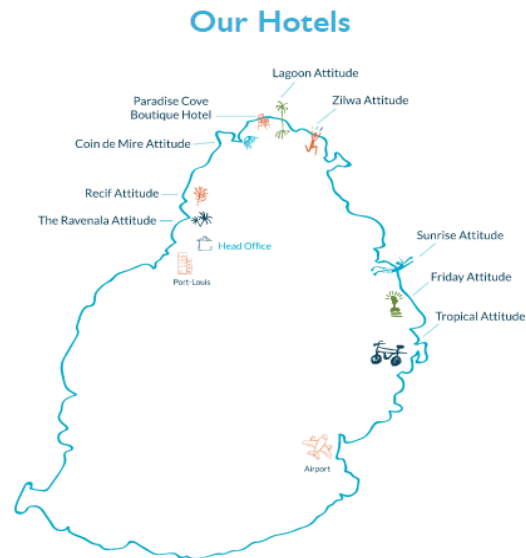 Our Hotels
Lagoon Attitude
Paradise Cove
Boutique Hotel
Zilwa Attitude
Coin de Mire Attitude
Recif Attitude
The Ravenala Attitude
Head Office
Port-Louis
Sunrise Attitude
Friday Attitude
Tropical Attitude
Airport